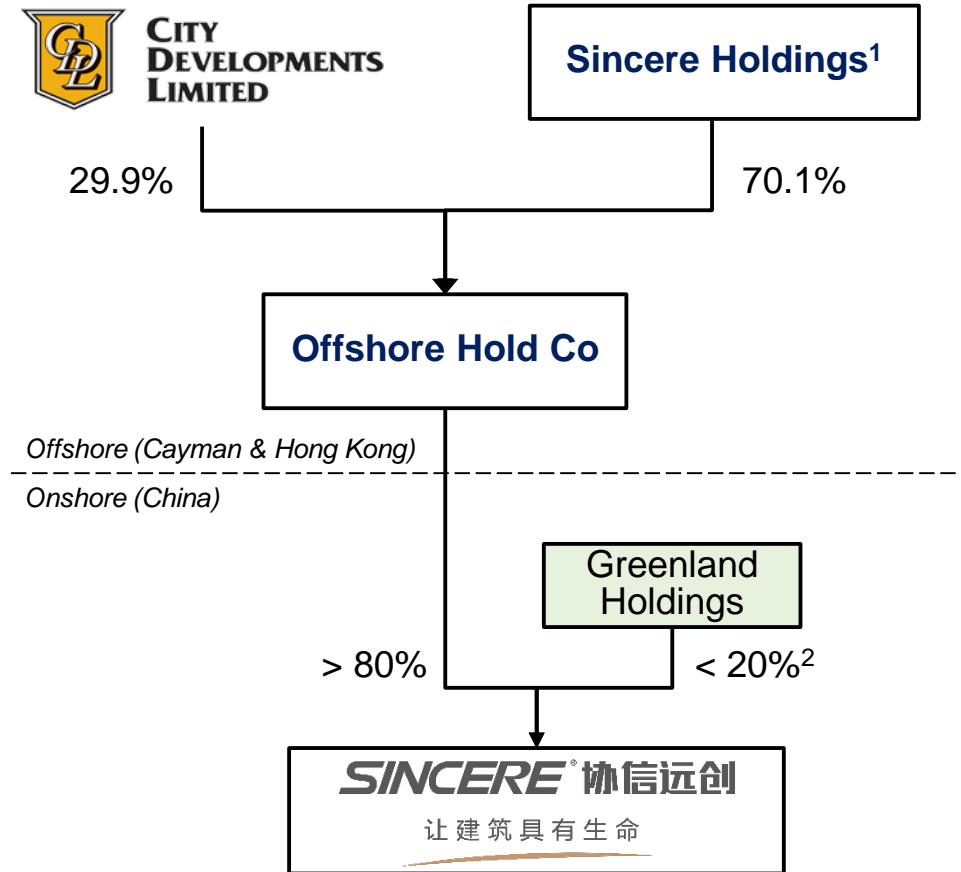 CDL
CITY
DEVELOPMENTS
LIMITED
Sincere Holdings¹
29.9%
70.1%
Offshore Hold Co
Offshore (Cayman & Hong Kong)
Onshore (China)
Greenland
Holdings
> 80%
< 20%²
SINCERE® 协信远创
让建筑具有生命